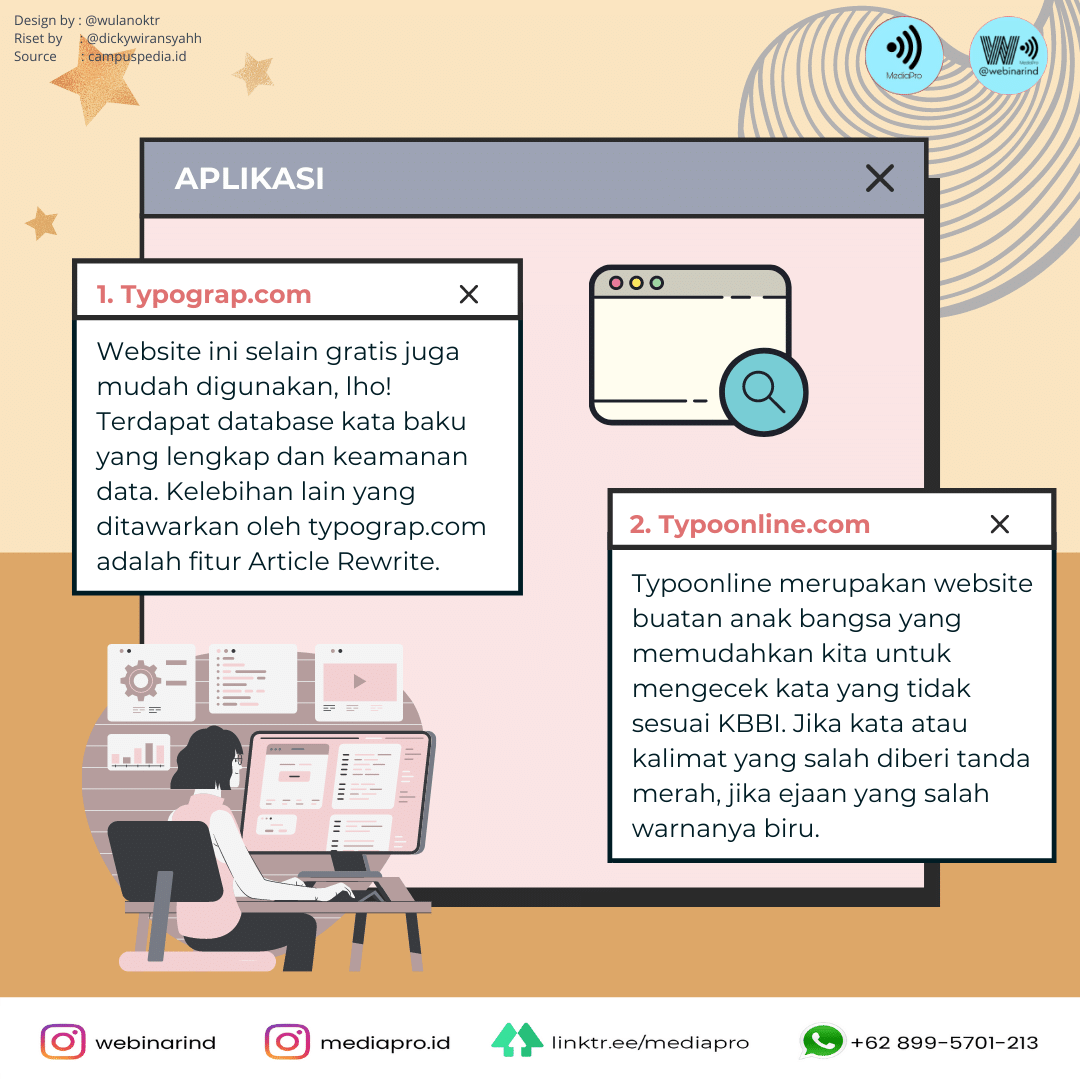 Design by : @wulanoktr
Riset by : @dickywiransyahh
Source : campuspedia.id
MediaPro
@webinarind
APLIKASI
1. Typograp.com
Website ini selain gratis juga
mudah digunakan, lho!
Terdapat database kata baku
yang lengkap dan keamanan
data. Kelebihan lain yang
ditawarkan oleh typograp.com
adalah fitur Article Rewrite.
2. Typoonline.com
Typoonline merupakan website
buatan anak bangsa yang
memudahkan kita untuk
mengecek kata yang tidak
sesuai KBBI. Jika kata atau
kalimat yang salah diberi tanda
merah, jika ejaan yang salah
warnanya biru.
webinarind
mediapro.id
linktr.ee/mediapro
+62 899-5701-213